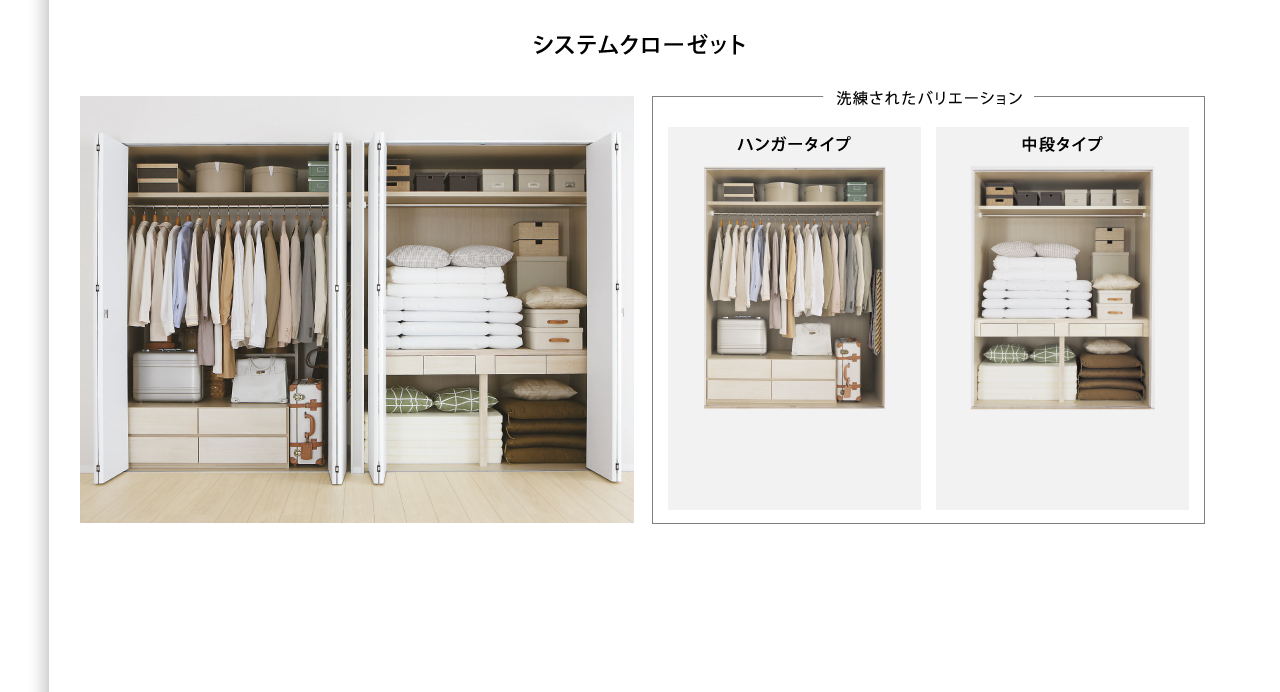 システムクローゼット
洗練されたバリエーション
ハンガータイプ
中段タイプ